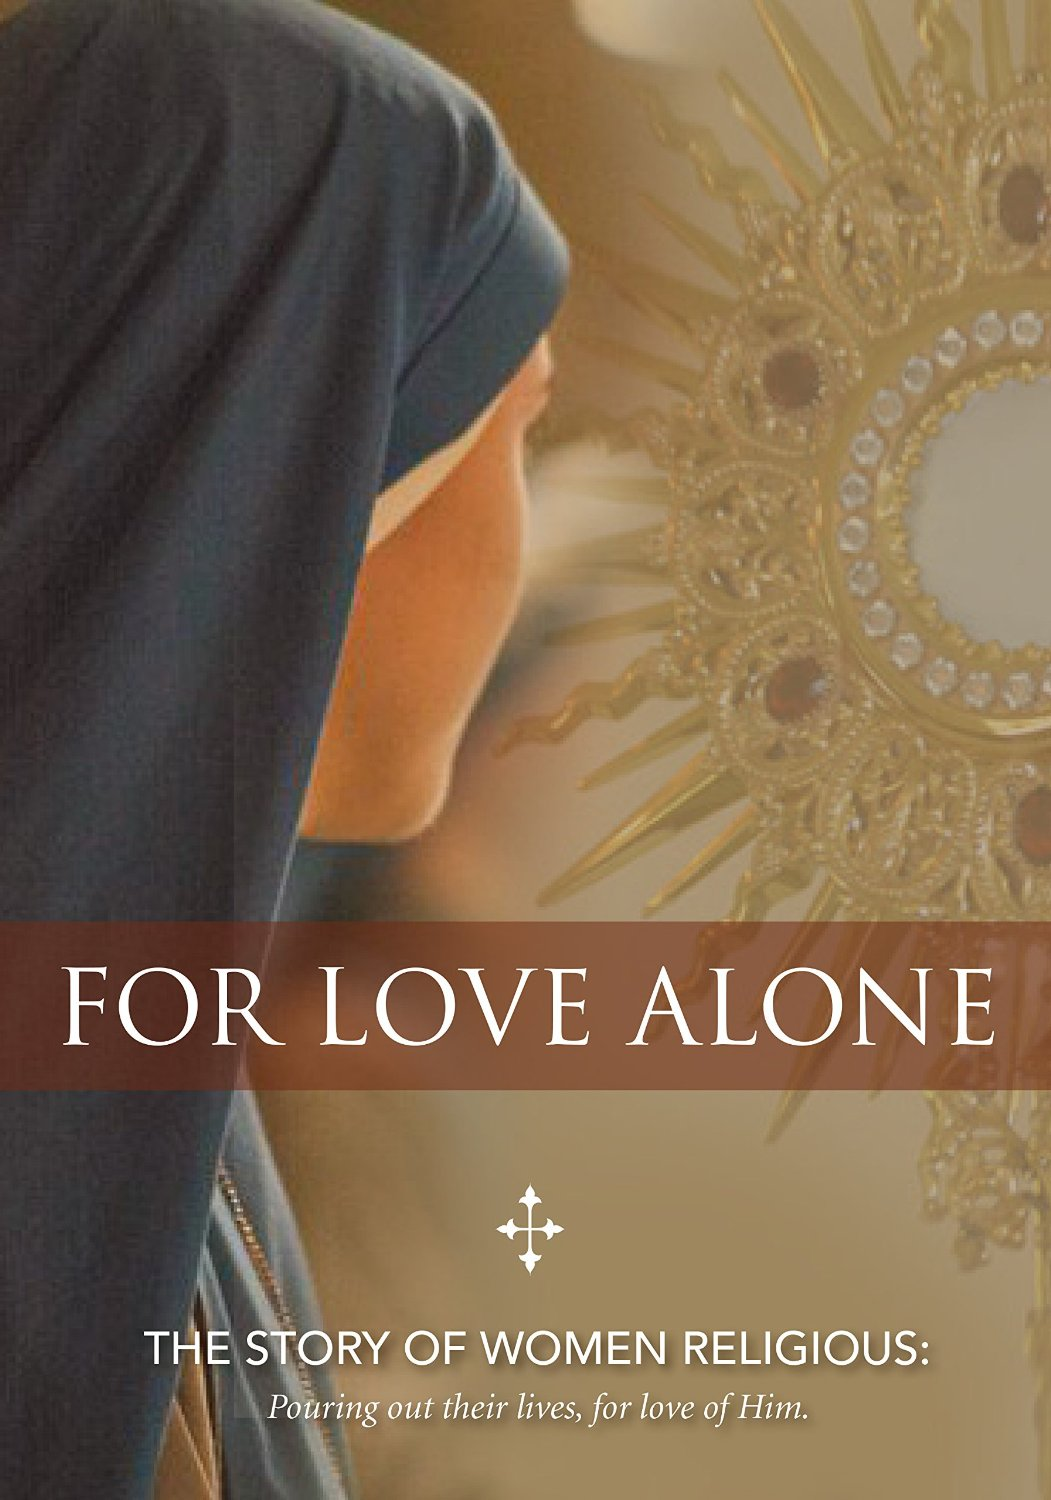 FOR LOVE ALONE
THE STORY OF WOMEN RELIGIOUS:
Pouring out their lives, for love of Him.